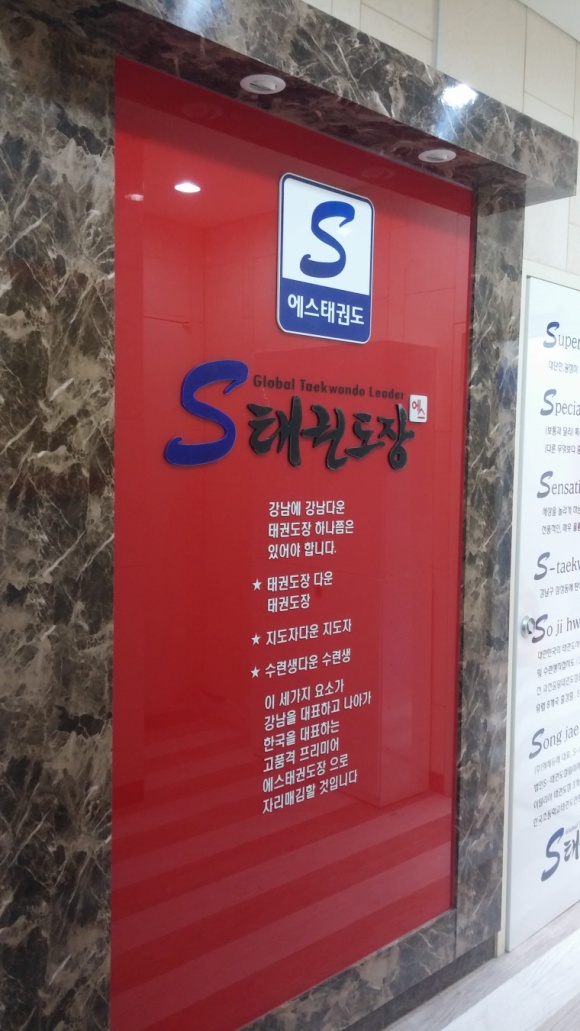 S
에스태권도
Global Taekwondo Leader
S 태권도장 에스
강남에 강남다운
태권도장 하나쯤은
있어야 합니다.
★ 태권도장 다운
태권도장
★ 지도자다운 지도자
★ 수련생다운 수련생
이 세가지 요소가
강남을 대표하고 나아가
한국을 대표하는
고품격 프리미어
에스태권도장 으로
자리매김할 것입니다
Super
Specia
Sensati
S-taekw
So ji hw
대한민국의
Song jae
S 태